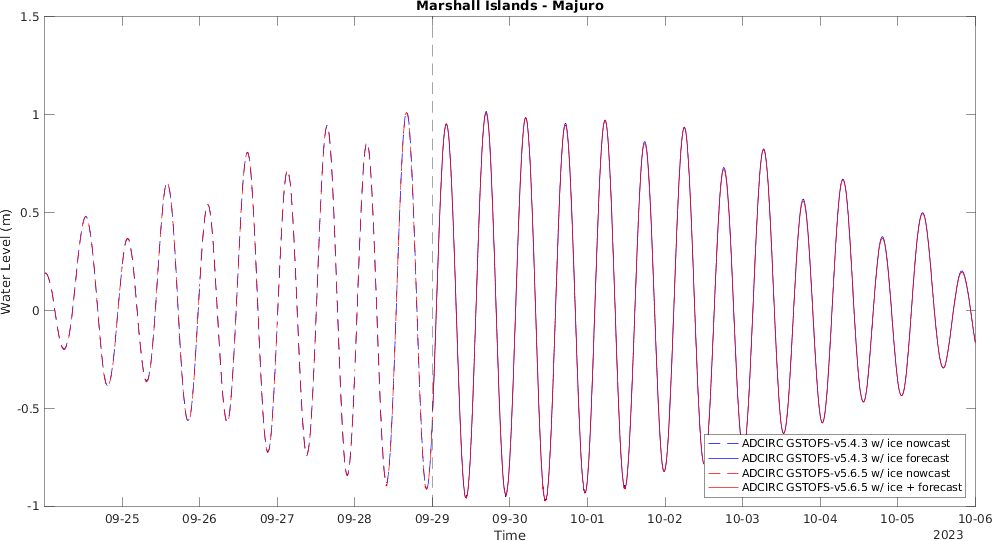 Marshall Islands - Majuro
1.5
1
0.5
0
-0.5
-1
Water Level (m)
ADCIRC GSTOFS-v5.4.3 w/ ice nowcast
ADCIRC GSTOFS-v5.4.3 w/ ice forecast
ADCIRC GSTOFS-v5.6.5 w/ ice nowcast
ADCIRC GSTOFS-v5.6.5 w/ ice + forecast
09-25 09-26 09-27 09-28 09-29 09-30 10-01 10-02 10-03 10-04 10-05 10-06
Time
2023